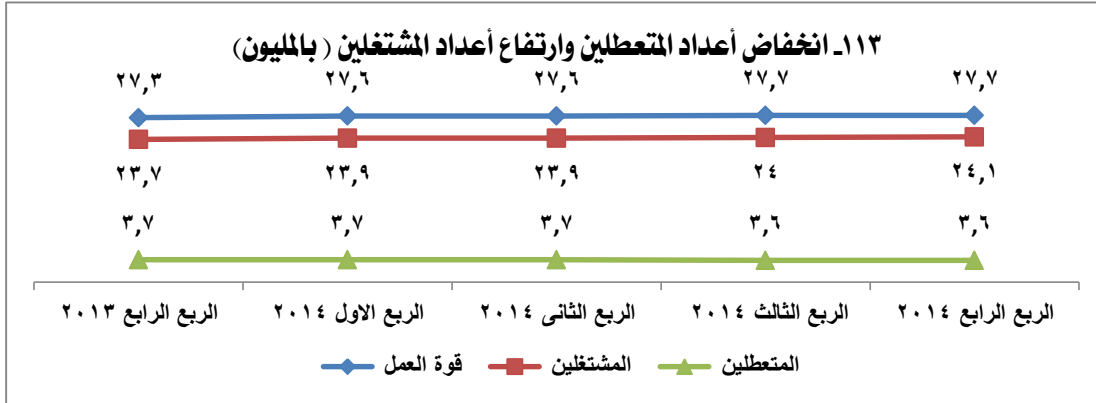 ١١٣ـ انخفاض أعداد المتعطلين وارتفاع أعداد المشتغلين ( بالمليون)
٢٧,٣ ٢٧,٦ ٢٧,٦ ٢٧,٧ ٢٧,٧
٢٣,٧ ٢٣,٩ ٢٣,٩ ٢٤ ٢٤,١
٣,٧ ٣,٧ ٣,٧ ٣,٦ ٣,٦
الربع الرابع ٢٠١٣ الربع الاول ٢٠١٤ الربع الثانى ٢٠١٤ الربع الثالث ٢٠١٤ الربع الرابع ٢٠١٤
قوة العمل المشتغلين المتعطلين